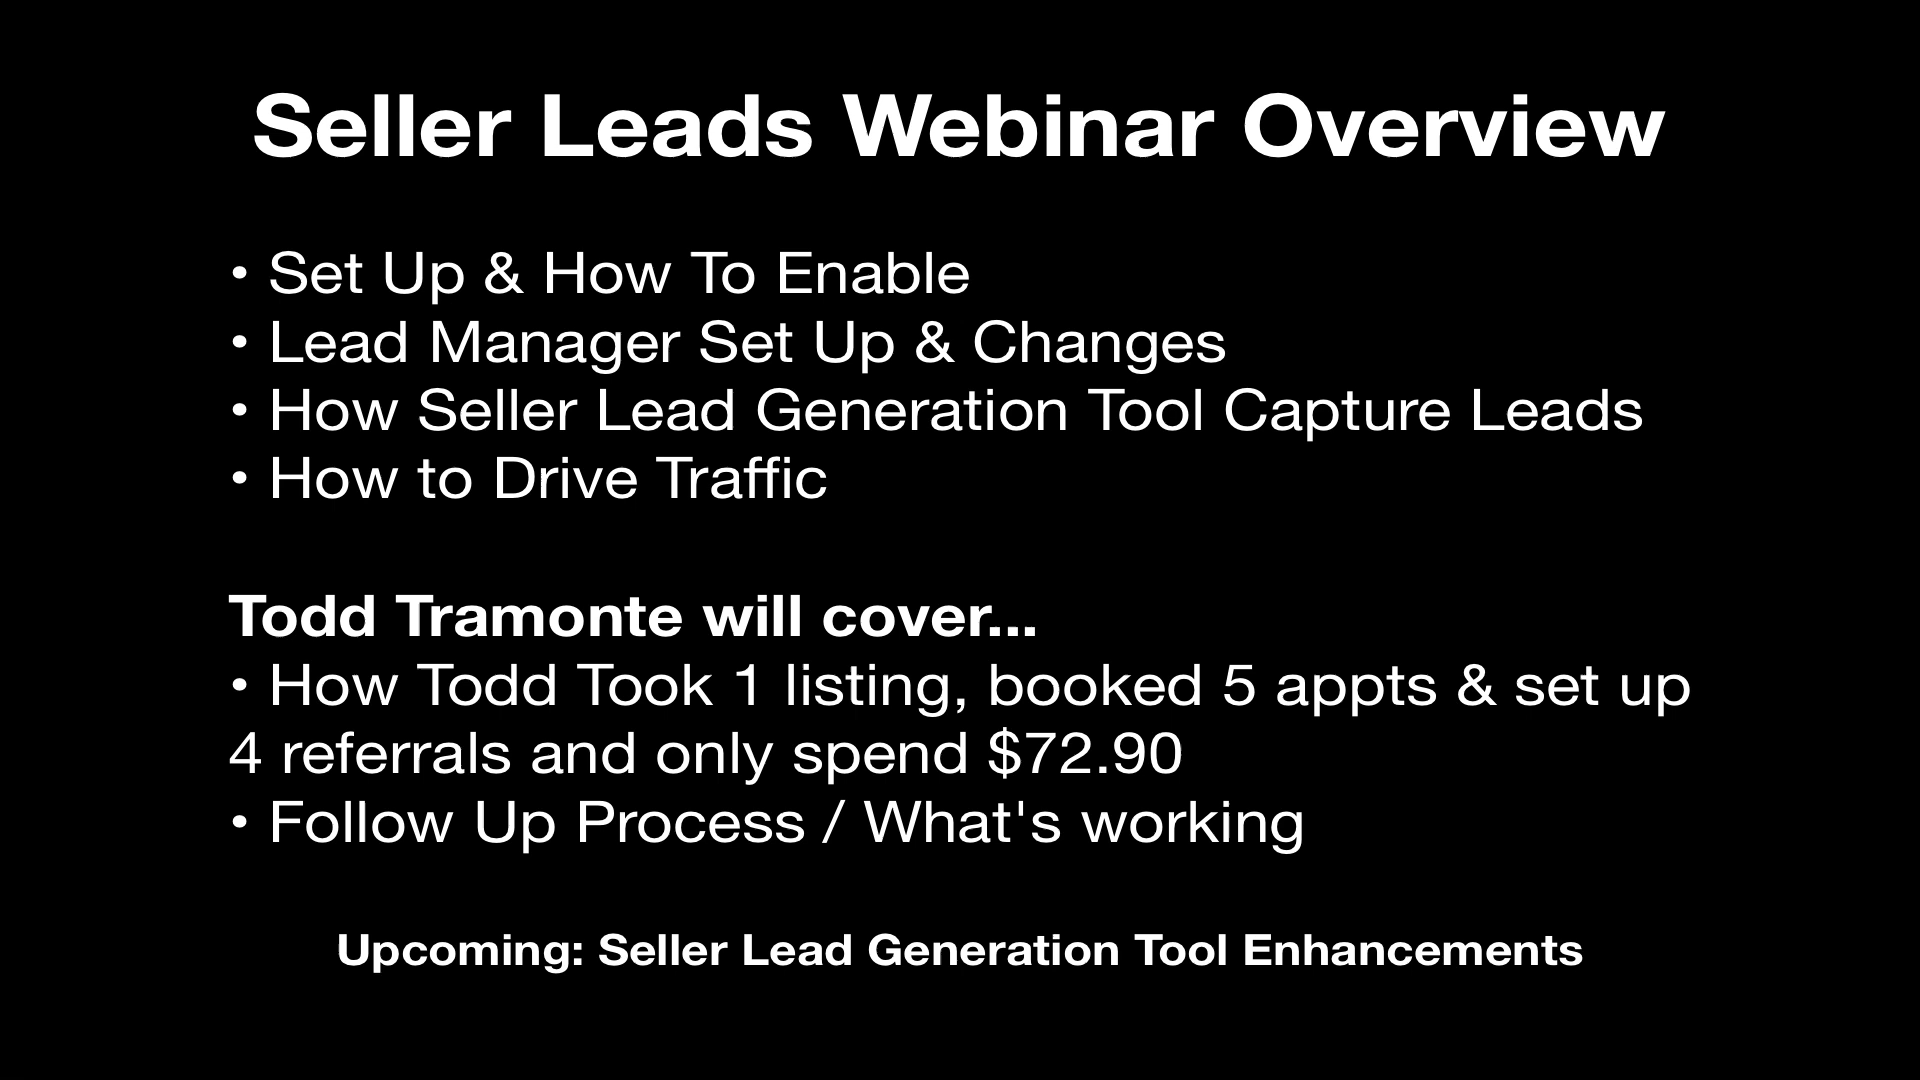 Seller Leads Webinar Overview
• Set Up & How To Enable
• Lead Manager Set Up & Changes
• How Seller Lead Generation Tool Capture Leads
• How to Drive Traffic
Todd Tramonte will cover...
• How Todd Took 1 listing, booked 5 appts & set up
4 referrals and only spend $72.90
• Follow Up Process / What's working
Upcoming: Seller Lead Generation Tool Enhancements